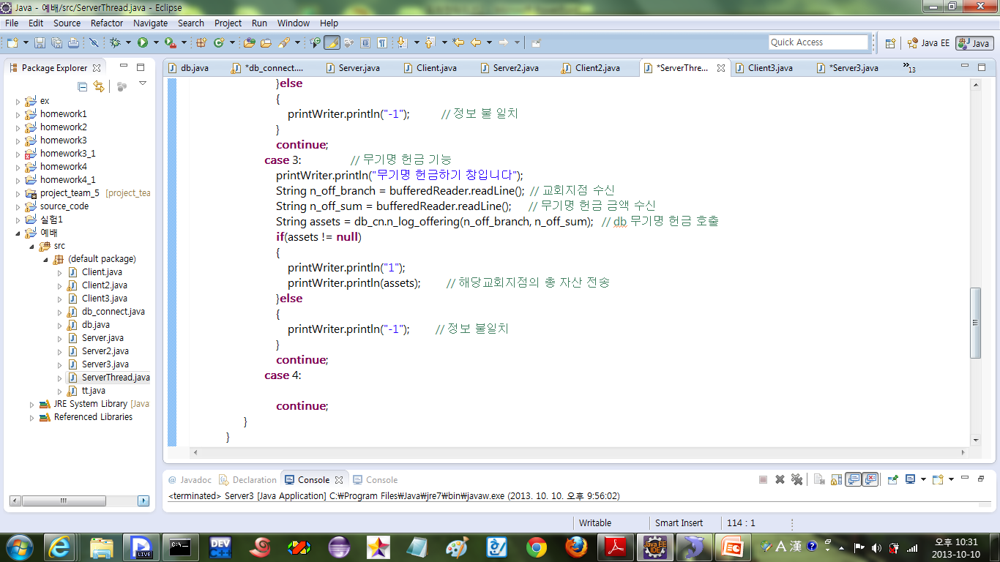 Java - 예배/src/ServerThread.java - Eclipse
File Edit Source Refactor Navigate Search Project Run Window Help
Quick Access
Java EE
Java
Package Explorer
db.java *db_connect.... Server.java Client.java Server2.java Client2.java *ServerThre... Client3.java *Server3.java »13
ex
homework1
homework2
homework3
homework3_1
homework4
homework4_1
project_team_5 [project_tea
source_code
실험1
예배
src
(default package)
Client.java
Client2.java
Client3.java
db_connect.java
db.java
Server.java
Server2.java
Server3.java
ServerThread.java
tt.java
JRE System Library [Java
Referenced Libraries
}else
{
printWriter.println("-1"); // 정보 불 일치
}
continue;
case 3: // 무기명 헌금 기능
printWriter.println("무기명 헌금하기 창입니다");
String n_off_branch = bufferedReader.readLine(); // 교회지점 수신
String n_off_sum = bufferedReader.readLine(); // 무기명 헌금 금액 수신
String assets = db_cn.n_log_offering(n_off_branch, n_off_sum); // db 무기명 헌금 호출
if(assets != null)
{
printWriter.println("1");
printWriter.println(assets); // 해당교회지점의 총 자산 전송
}else
{
printWriter.println("-1"); // 정보 불일치
}
continue;
case 4:
continue;
}
}
@ Javadoc Declaration Console Console
<terminated> Server3 [Java Application] C:₩Program Files₩Java₩jre7₩bin₩javaw.exe (2013. 10. 10. 오후 9:56:02)
Writable Smart Insert 114 : 1
LIVE
C:\_
DEV C++
Java EE IDE
A 漢
오후 10:31
2013-10-10